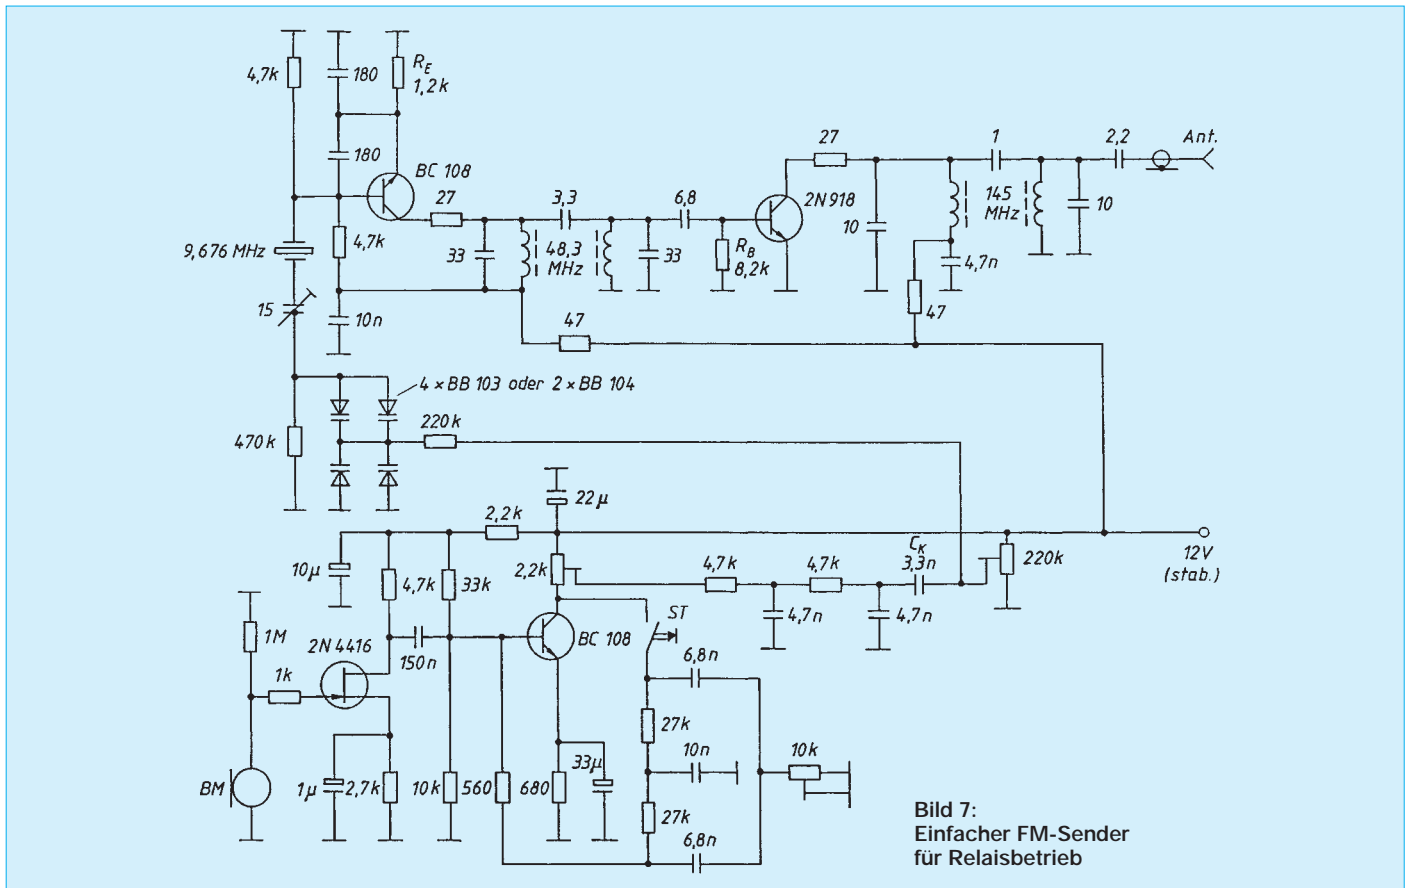 4,7k
180
R_E
1,2k
180
BC 108
27
3,3
6,8
27
1
2,2
Ant.
2N918
9,676 MHz
4,7k
33
48,3
MHz
33
R_B
8,2k
10
145
MHz
10
4,7n
15
10n
47
47
4 x BB 103 oder 2 x BB 104
470k
220k
22µ
2,2k
10µ
4,7k
33k
2,2k
4,7k
4,7k
C_K
3,3n
220k
12V
(stab.)
4,7n
4,7n
1M
2N 4416
1k
150n
BC 108
ST
6,8n
27k
10n
10k
BM
1µ
2,7k
10k
560
680
33µ
27k
6,8n
Bild 7:
Einfacher FM-Sender
für Relaisbetrieb